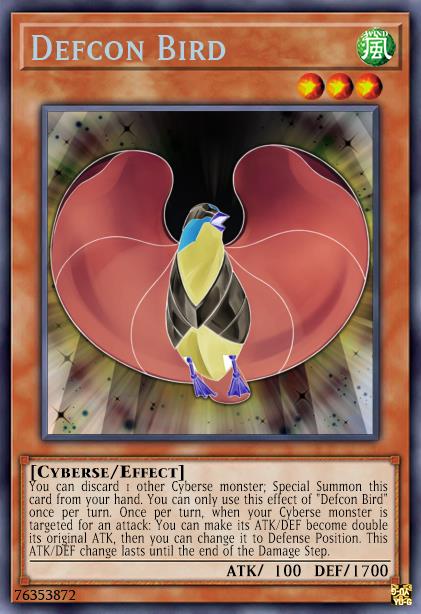 Defcon Bird
WIND
風
[Cyberse/Effect]
You can discard 1 other Cyberse monster; Special Summon this
card from your hand. You can only use this effect of "Defcon Bird"
once per turn. Once per turn, when your Cyberse monster is
targeted for an attack: You can make its ATK/DEF become double
its original ATK, then you can change it to Defense Position. This
ATK/DEF change lasts until the end of the Damage Step.
ATK/ 100 DEF/1700
76353872